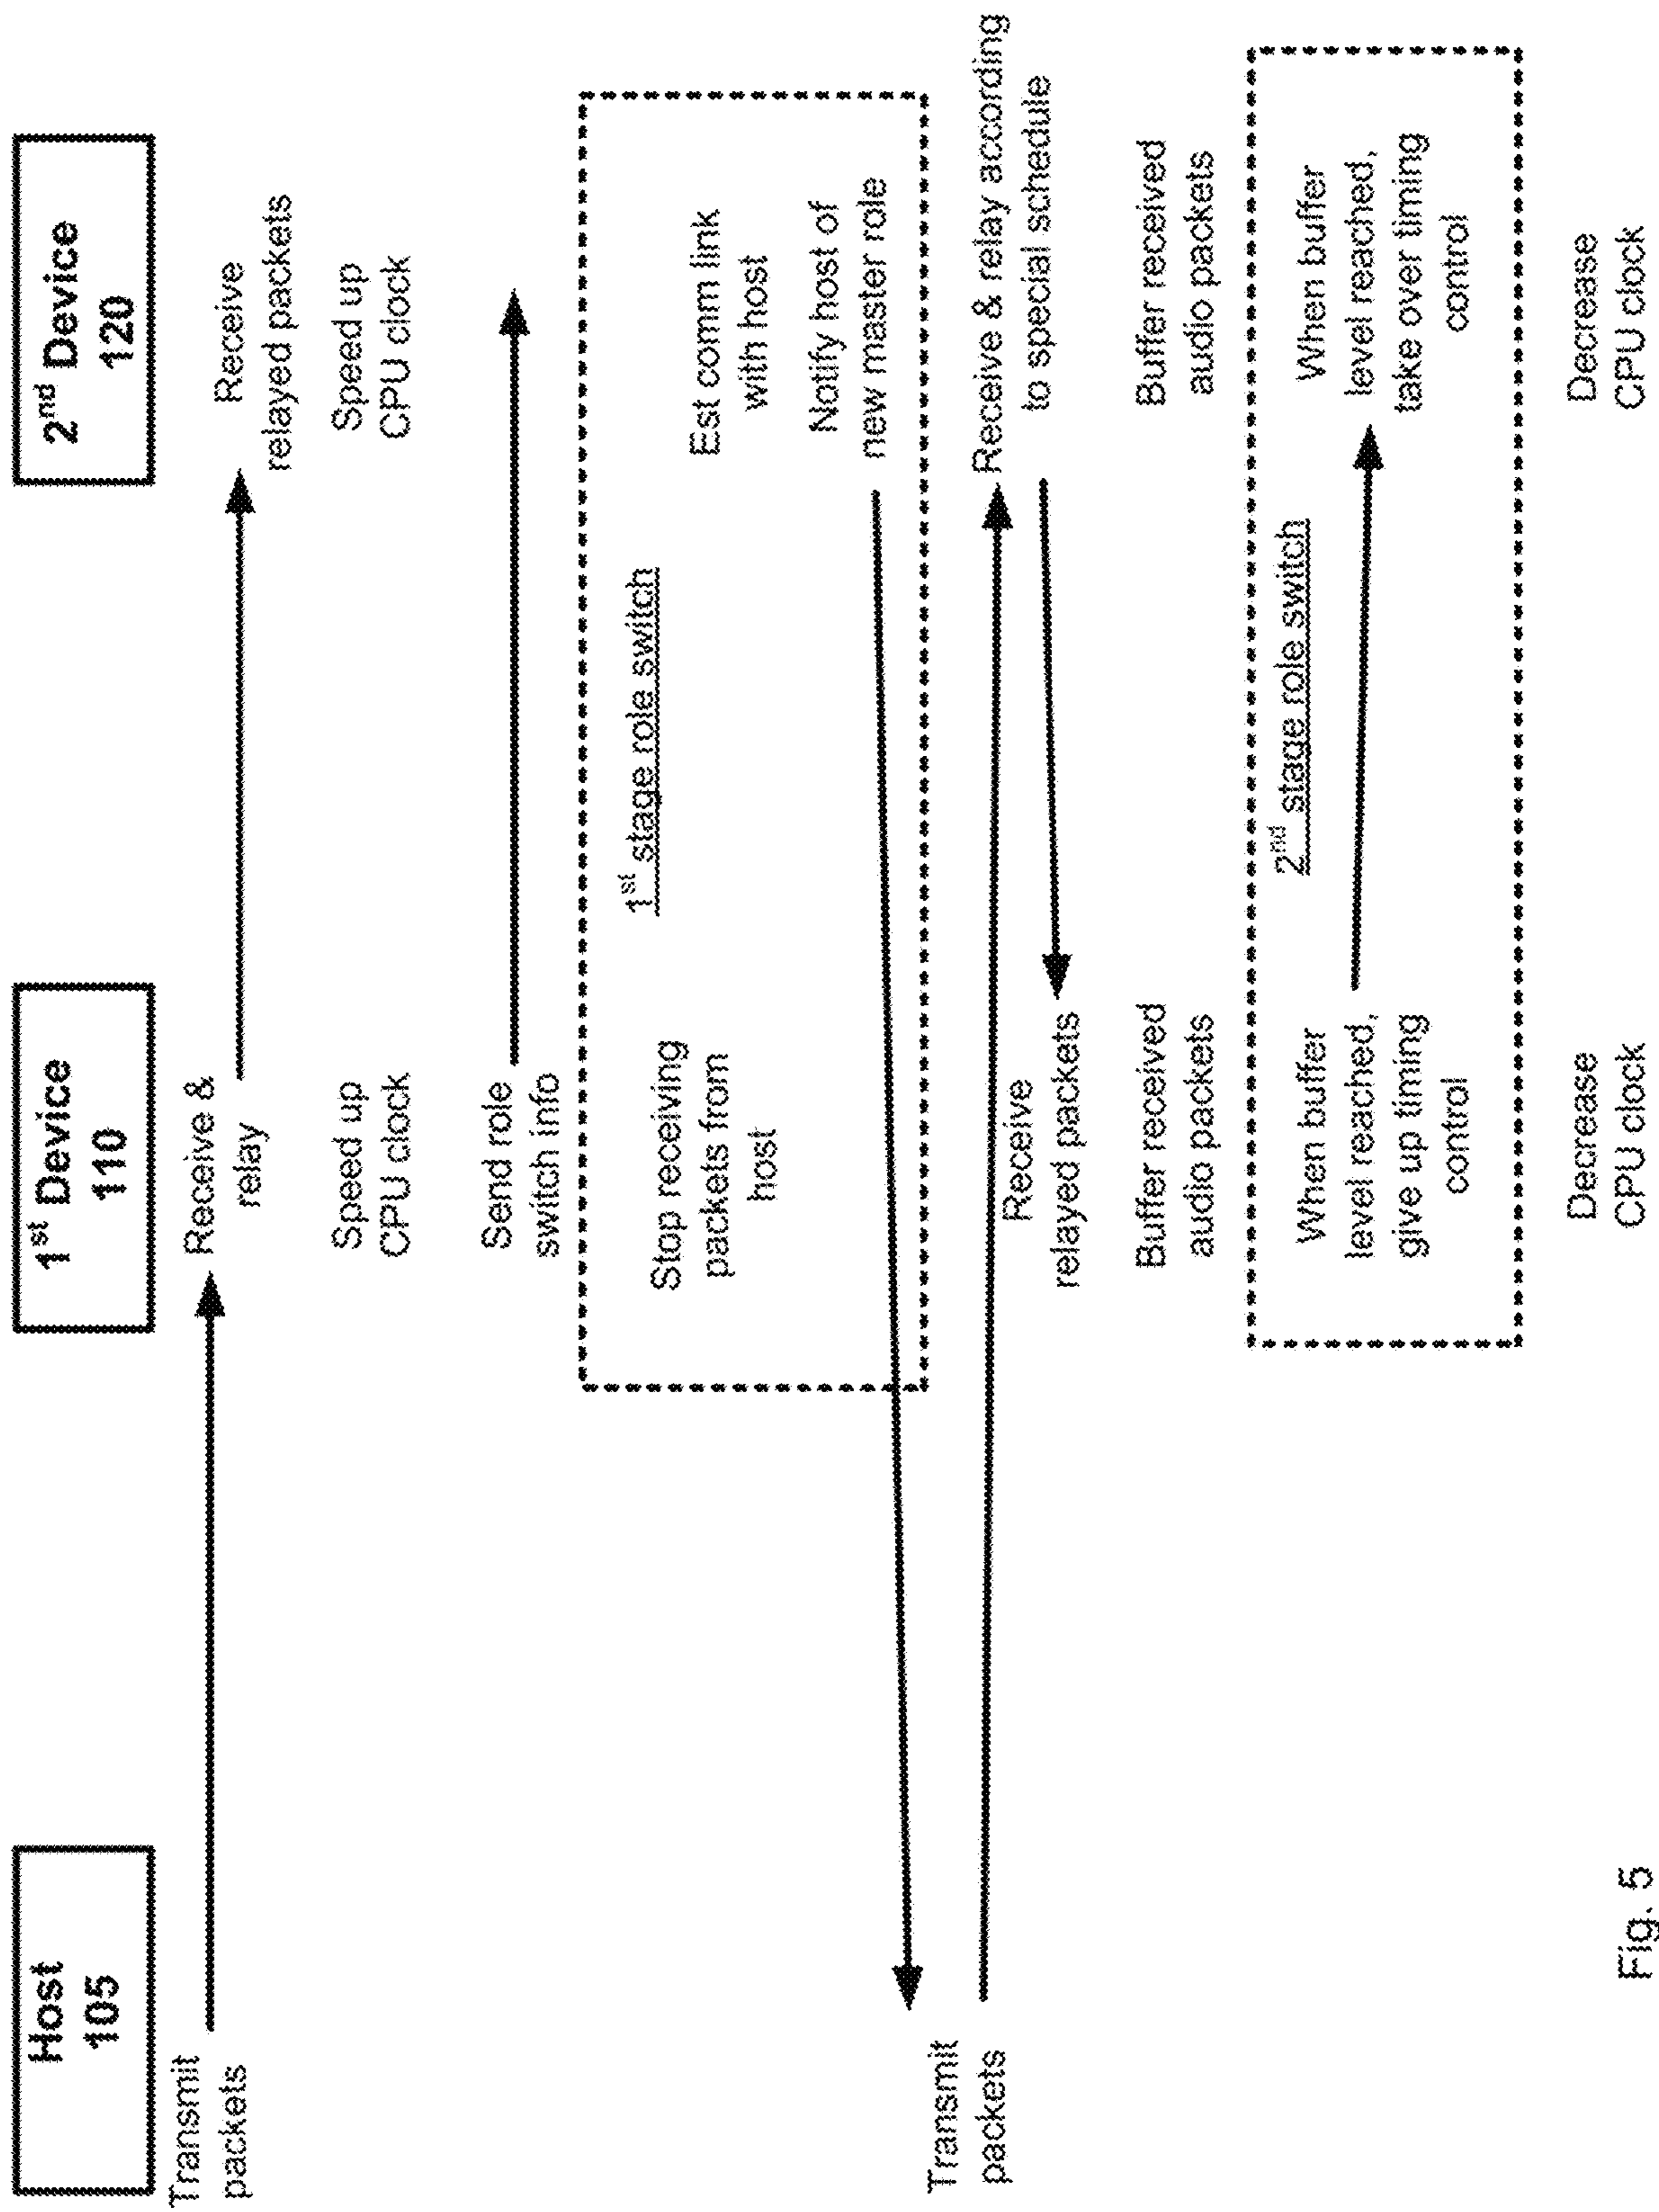 Host
105
1st Device
110
2nd Device
120
Transmit
packets
Receive &
relay
Receive
relayed packets
Speed up
CPU clock
Speed up
CPU clock
Send role
switch info
1st stage role switch
Stop receiving
packets from
host
Est comm link
with host
Notify host of
new master role
Transmit
packets
Receive & relay according
to special schedule
Receive
relayed packets
Buffer received
audio packets
Buffer received
audio packets
2nd stage role switch
When buffer
level reached,
give up timing
control
When buffer
level reached,
take over timing
control
Decrease
CPU clock
Decrease
CPU clock
Fig. 5